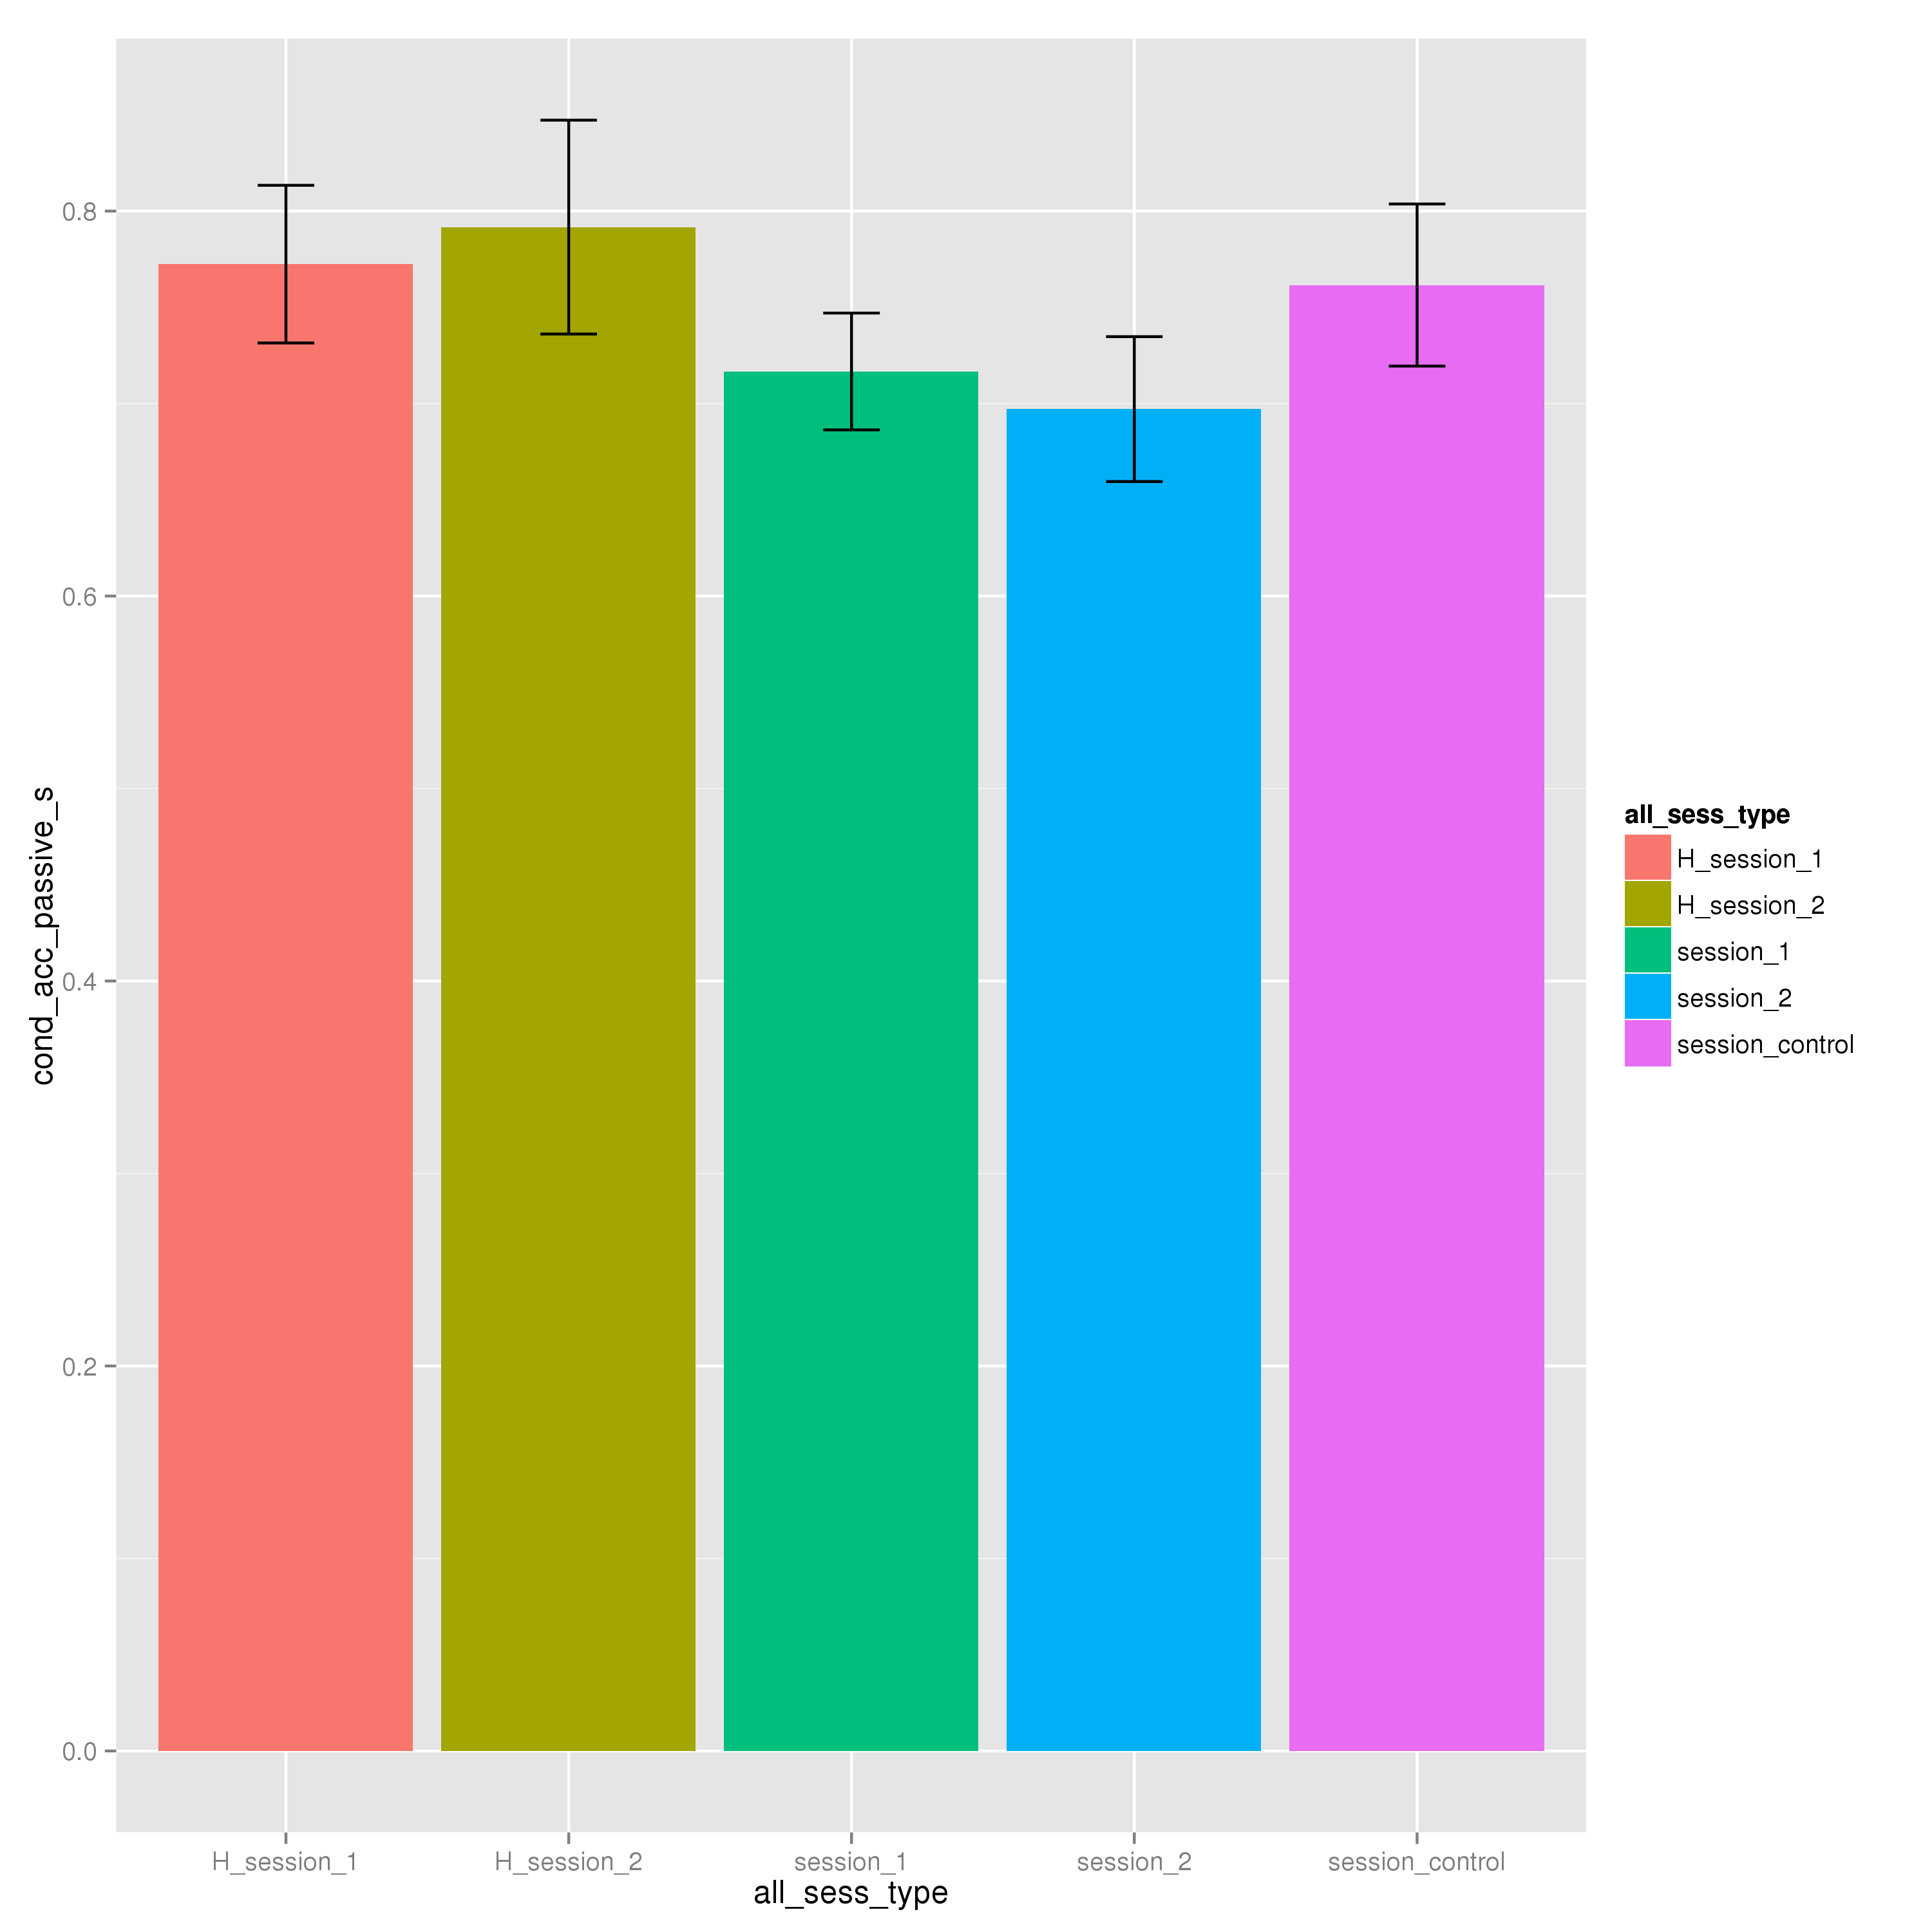 cond_acc_passive_s
0.8
0.6
0.4
0.2
0.0
H_session_1 H_session_2 session_1 session_2 session_control
all_sess_type
all_sess_type
H_session_1
H_session_2
session_1
session_2
session_control